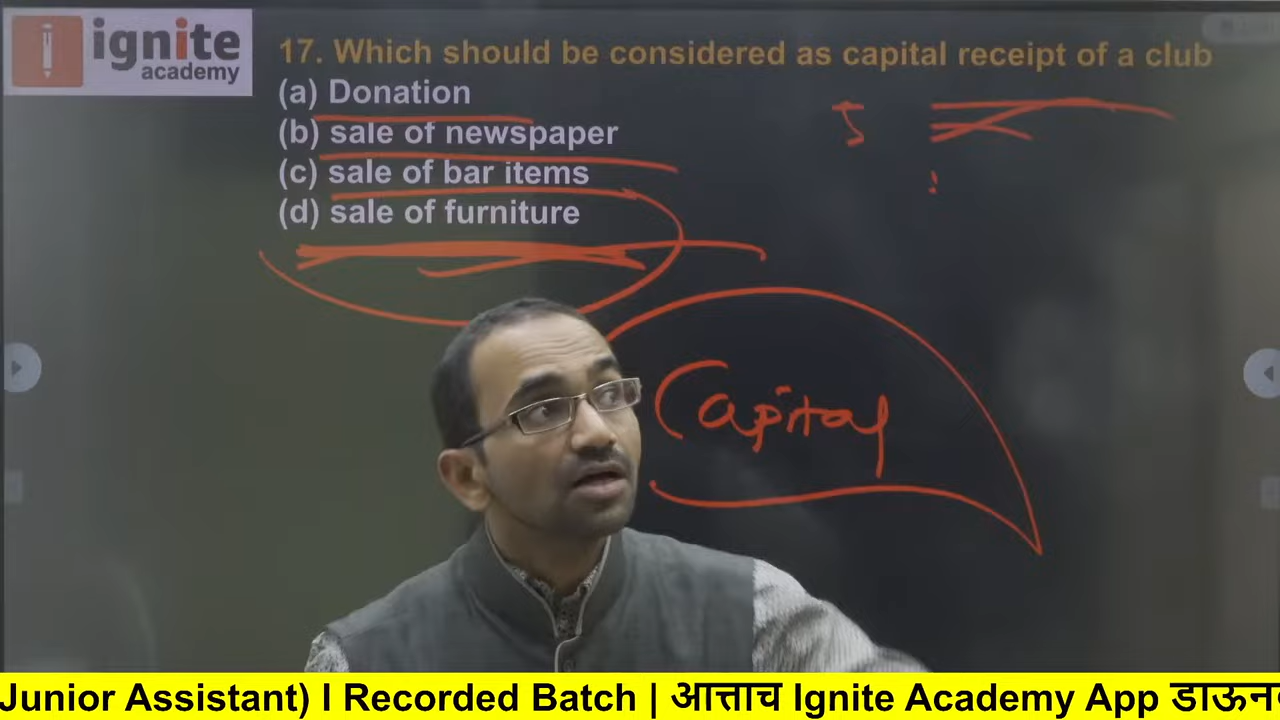 ignite
academy
17. Which should be considered as capital receipt of a club
(a) Donation
(b) sale of newspaper
(c) sale of bar items
(d) sale of furniture
Capital
Junior Assistant) I Recorded Batch | आत्ताच Ignite Academy App डाऊन